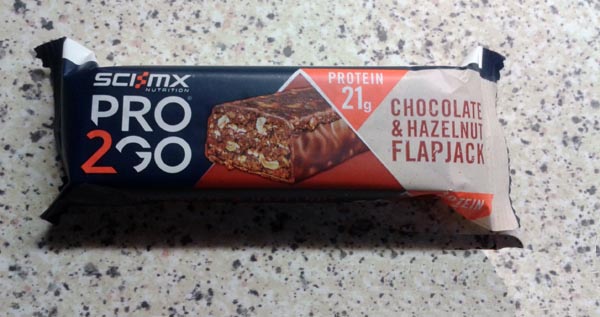 SCI-MX
NUTRITION
PRO
2GO
PROTEIN
21g
CHOCOLATE
& HAZELNUT
FLAPJACK